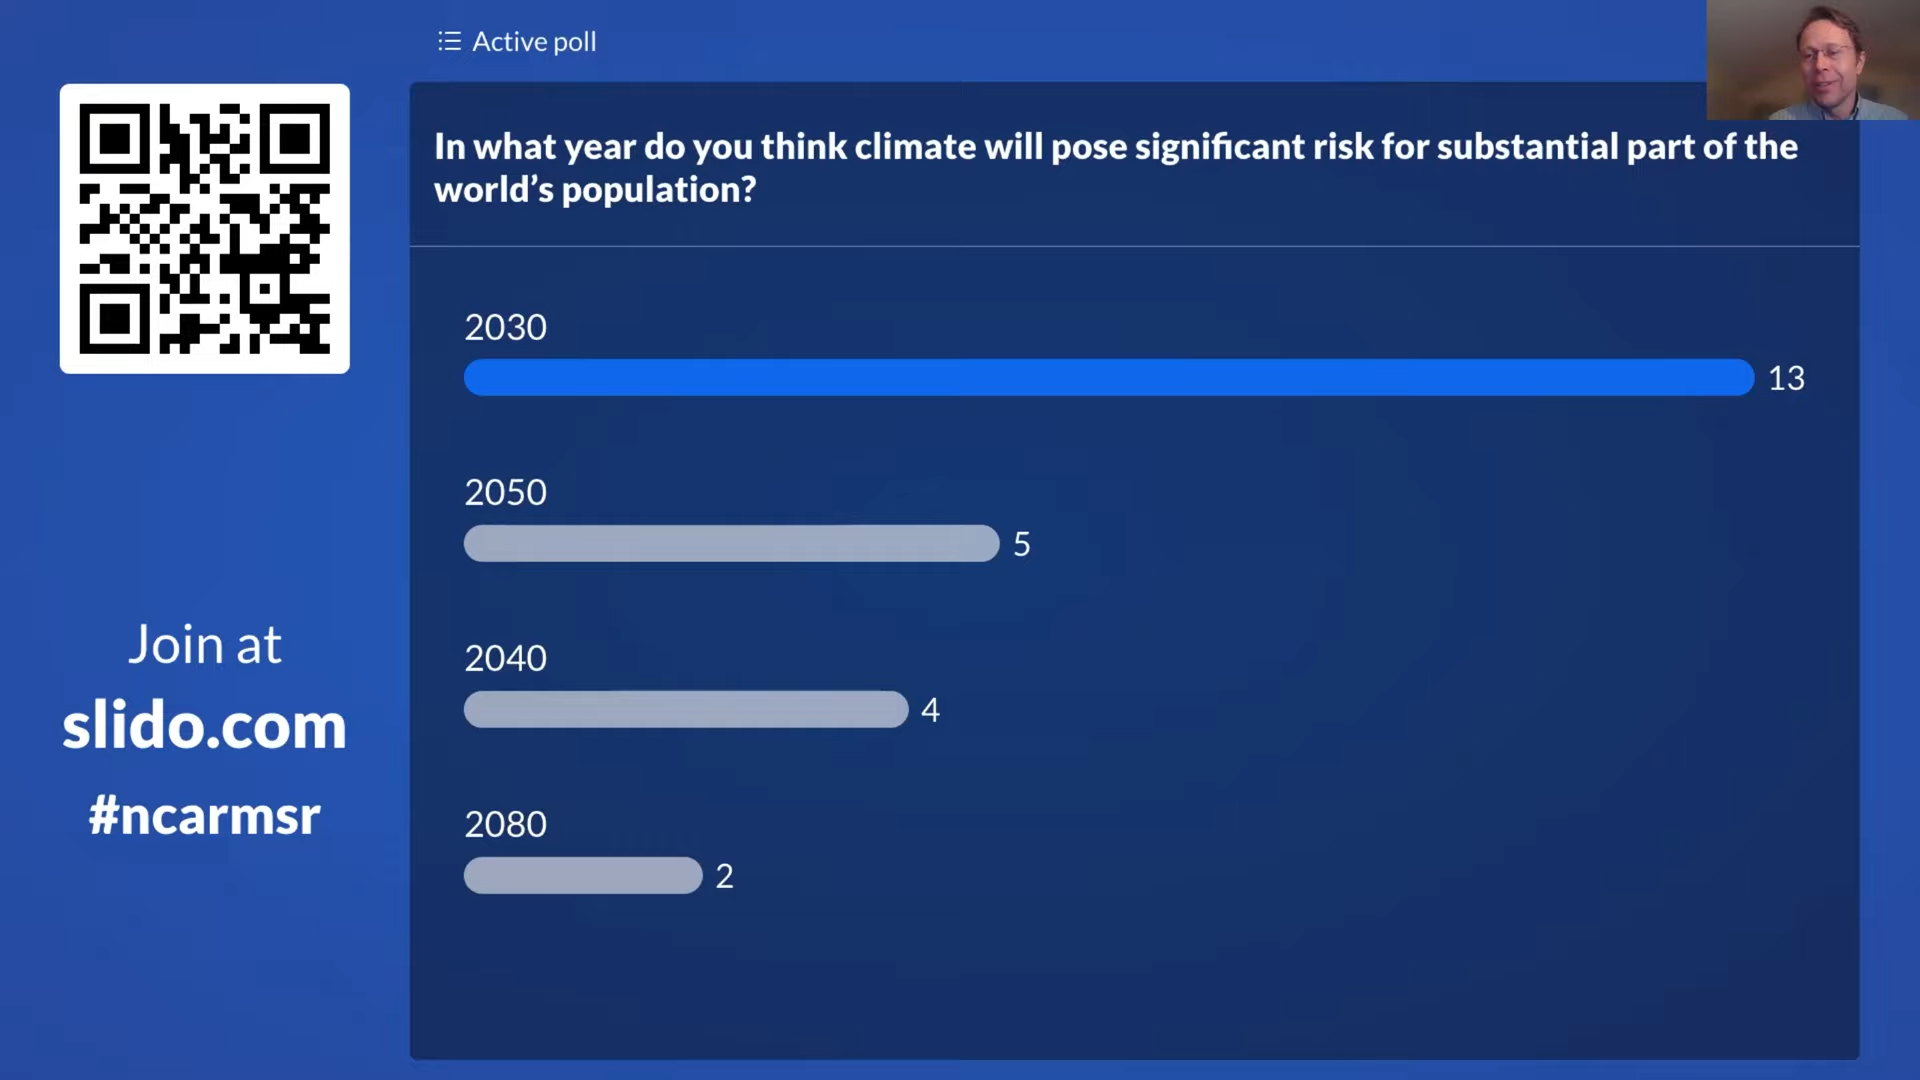 Active poll
In what year do you think climate will pose significant risk for substantial part of the
world’s population?
2030
13
2050
5
2040
4
2080
2
Join at
slido.com
#ncarmsr